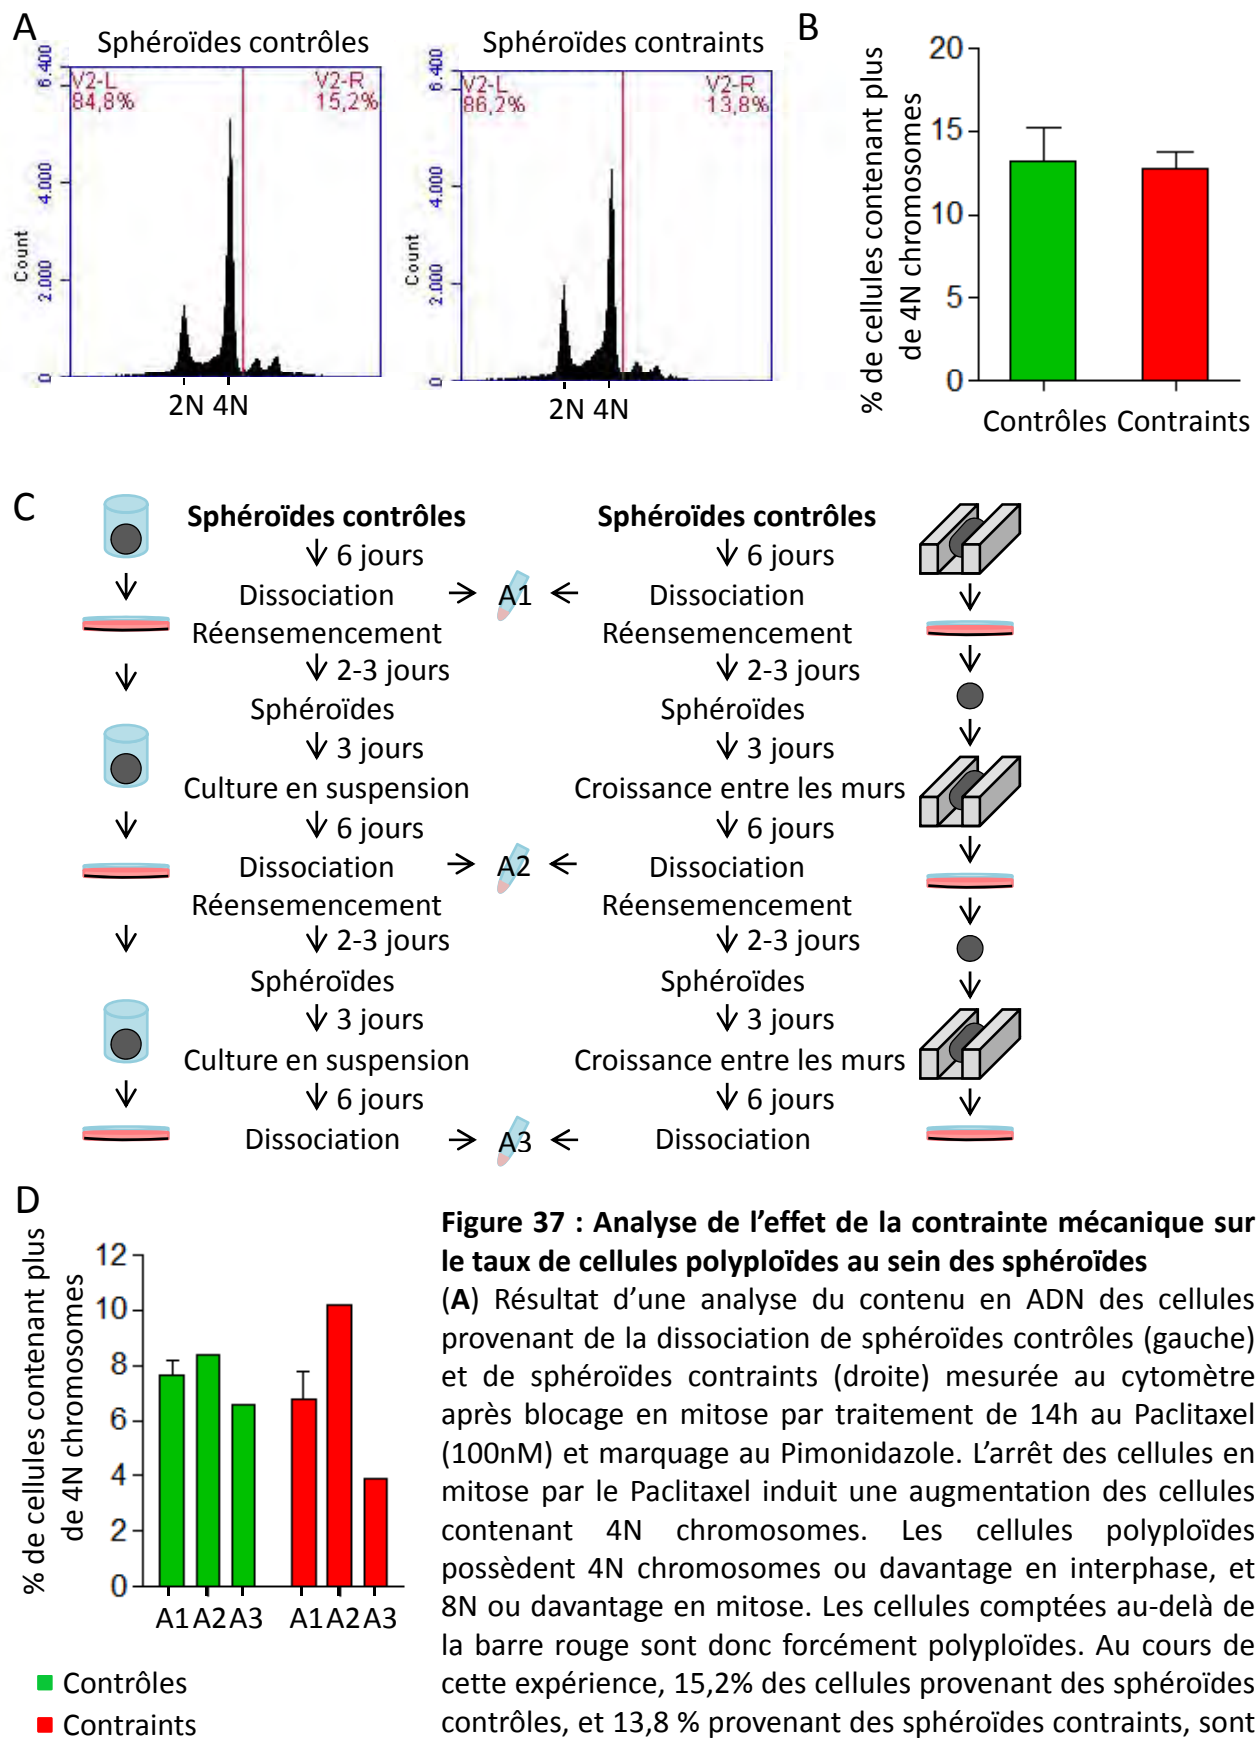 A
Sphéroïdes contrôles
Sphéroïdes contraints
V2-L
84,8%
V2-R
15,2%
6.400
4.000
2.000
0
Count
2N 4N
V2-L
86,2%
V2-R
13,8%
6.400
4.000
2.000
0
Count
2N 4N
B
% de cellules contenant plus
de 4N chromosomes
20
15
10
5
0
Contrôles Contraints
C
Sphéroïdes contrôles
6 jours
Dissociation
Réensemencement
2-3 jours
Sphéroïdes
3 jours
Culture en suspension
6 jours
Dissociation
Réensemencement
2-3 jours
Sphéroïdes
3 jours
Culture en suspension
6 jours
Dissociation
A1
A2
A3
Sphéroïdes contrôles
6 jours
Dissociation
Réensemencement
2-3 jours
Sphéroïdes
3 jours
Croissance entre les murs
6 jours
Dissociation
Réensemencement
2-3 jours
Sphéroïdes
3 jours
Croissance entre les murs
6 jours
Dissociation
D
% de cellules contenant plus
de 4N chromosomes
12
10
8
6
4
2
0
A1 A2 A3 A1 A2 A3
Contrôles
Contraints
Figure 37 : Analyse de l’effet de la contrainte mécanique sur
le taux de cellules polyploïdes au sein des sphéroïdes
(A) Résultat d’une analyse du contenu en ADN des cellules
provenant de la dissociation de sphéroïdes contrôles (gauche)
et de sphéroïdes contraints (droite) mesurée au cytomètre
après blocage en mitose par traitement de 14h au Paclitaxel
(100nM) et marquage au Pimonidazole. L’arrêt des cellules en
mitose par le Paclitaxel induit une augmentation des cellules
contenant 4N chromosomes. Les cellules polyploïdes
possèdent 4N chromosomes ou davantage en interphase, et
8N ou davantage en mitose. Les cellules comptées au-delà de
la barre rouge sont donc forcément polyploïdes. Au cours de
cette expérience, 15,2% des cellules provenant des sphéroïdes
contrôles, et 13,8 % provenant des sphéroïdes contraints, sont